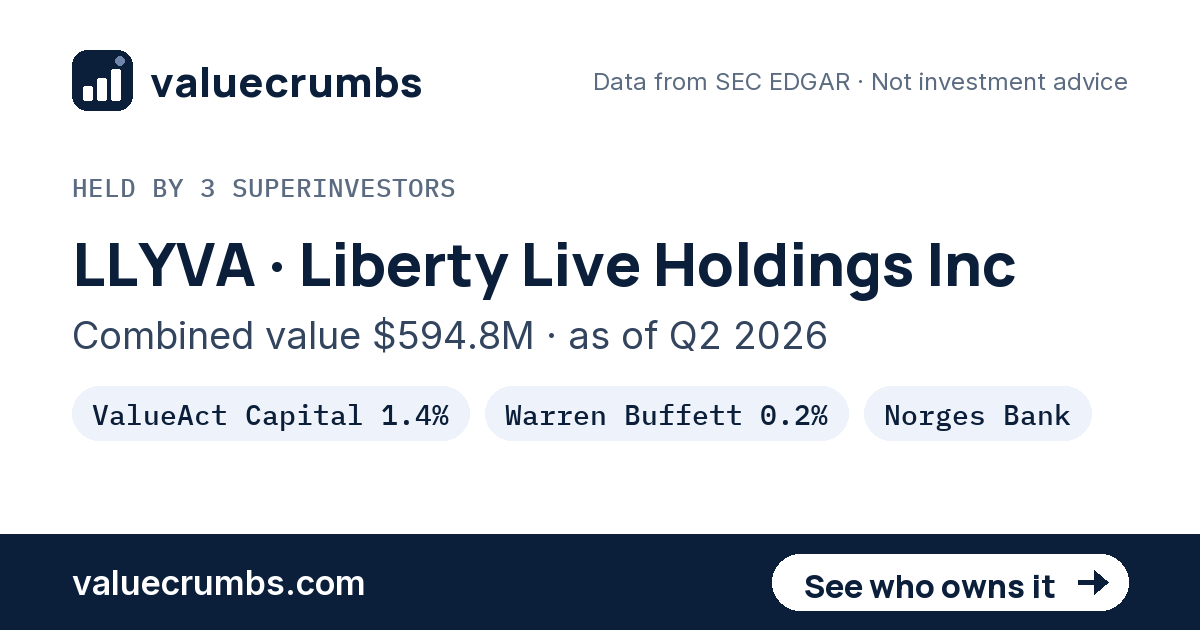 valuecrumbs
Data from SEC EDGAR · Not investment advice
HELD BY 3 SUPERINVESTORS
LLYVA · Liberty Live Holdings Inc
Combined value $594.8M · as of Q2 2026
ValueAct Capital 1.4% Warren Buffett 0.2% Norges Bank
valuecrumbs.com
See who owns it →